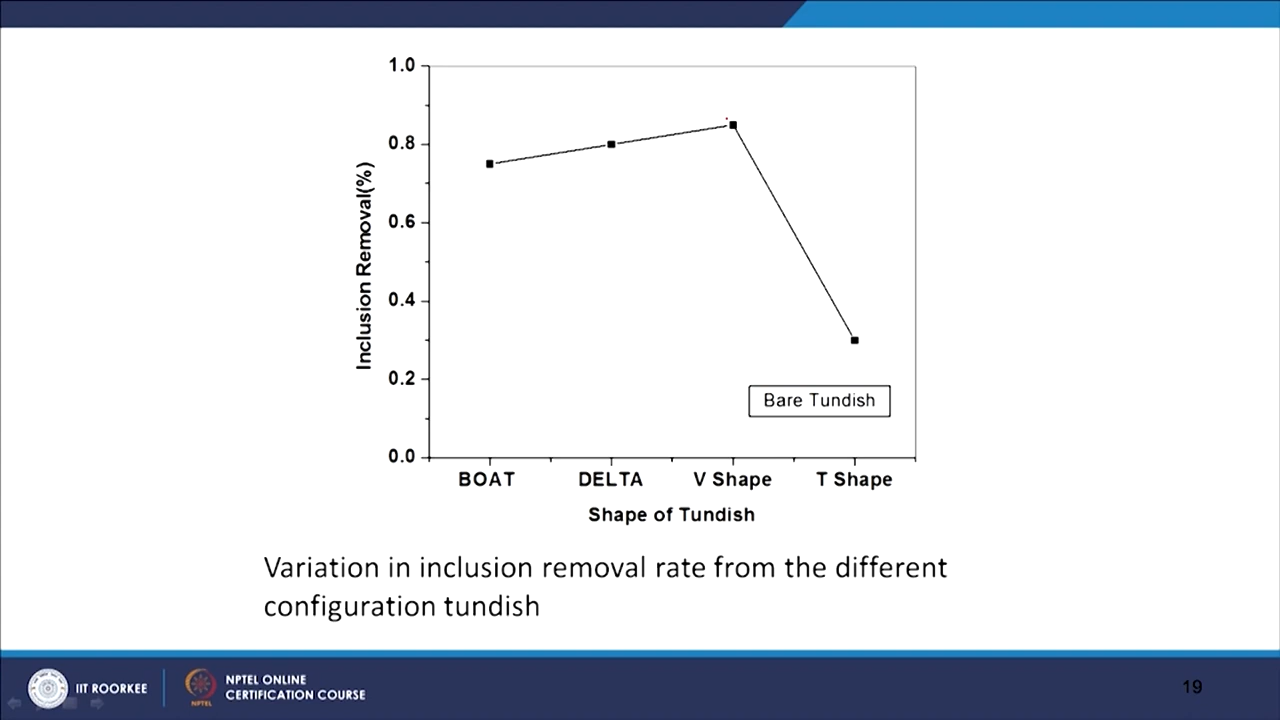 1.0
0.8
0.6
0.4
0.2
0.0
Inclusion Removal(%)
Bare Tundish
BOAT DELTA V Shape T Shape
Shape of Tundish
Variation in inclusion removal rate from the different
configuration tundish
IIT ROORKEE
NPTEL
NPTEL ONLINE
CERTIFICATION COURSE
19